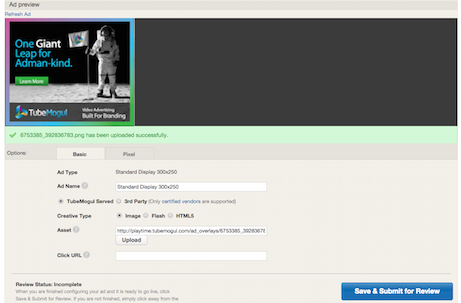 Ad preview
Refresh Ad
One Giant
Leap for
Adman-kind.
Learn More
TubeMogul
Video Advertising
Built For Branding
6753385_392836783.png has been uploaded successfully.
Options:
Basic
Pixel
Ad Type
Standard Display 300x250
Ad Name ?
Standard Display 300x250
TubeMogul Served
3rd Party (Only certified vendors are supported)
Creative Type
Image
Flash
HTML5
Asset ?
http://playtime.tubemogul.com/ad_overlays/6753385_39283678
Upload
Click URL ?
Review Status: Incomplete
When you are finished configuring your ad and it is ready to go live, click
Save & Submit for Review. If you are not finished, simply click away from the
Save & Submit for Review